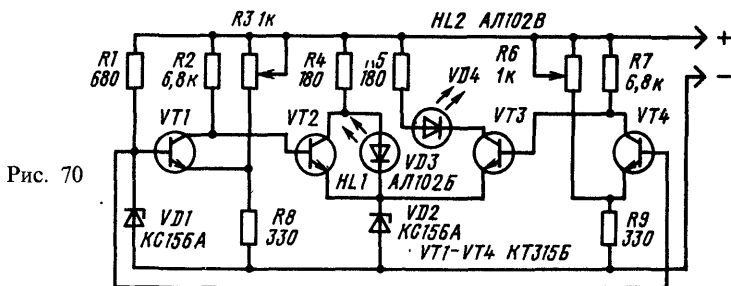 HL2 АЛ102В
R1 680
R2 6,8к
R3 1к
R4 180
R5 180
VD4
R6 1к
R7 6,8к
+
−
VT1
VT2
VT3
VT4
VD3
HL1 АЛ102Б
Рис. 70
VD1 КС156А
R8 330
VD2 КС156А
R9 330
VT1-VT4 КТ315Б